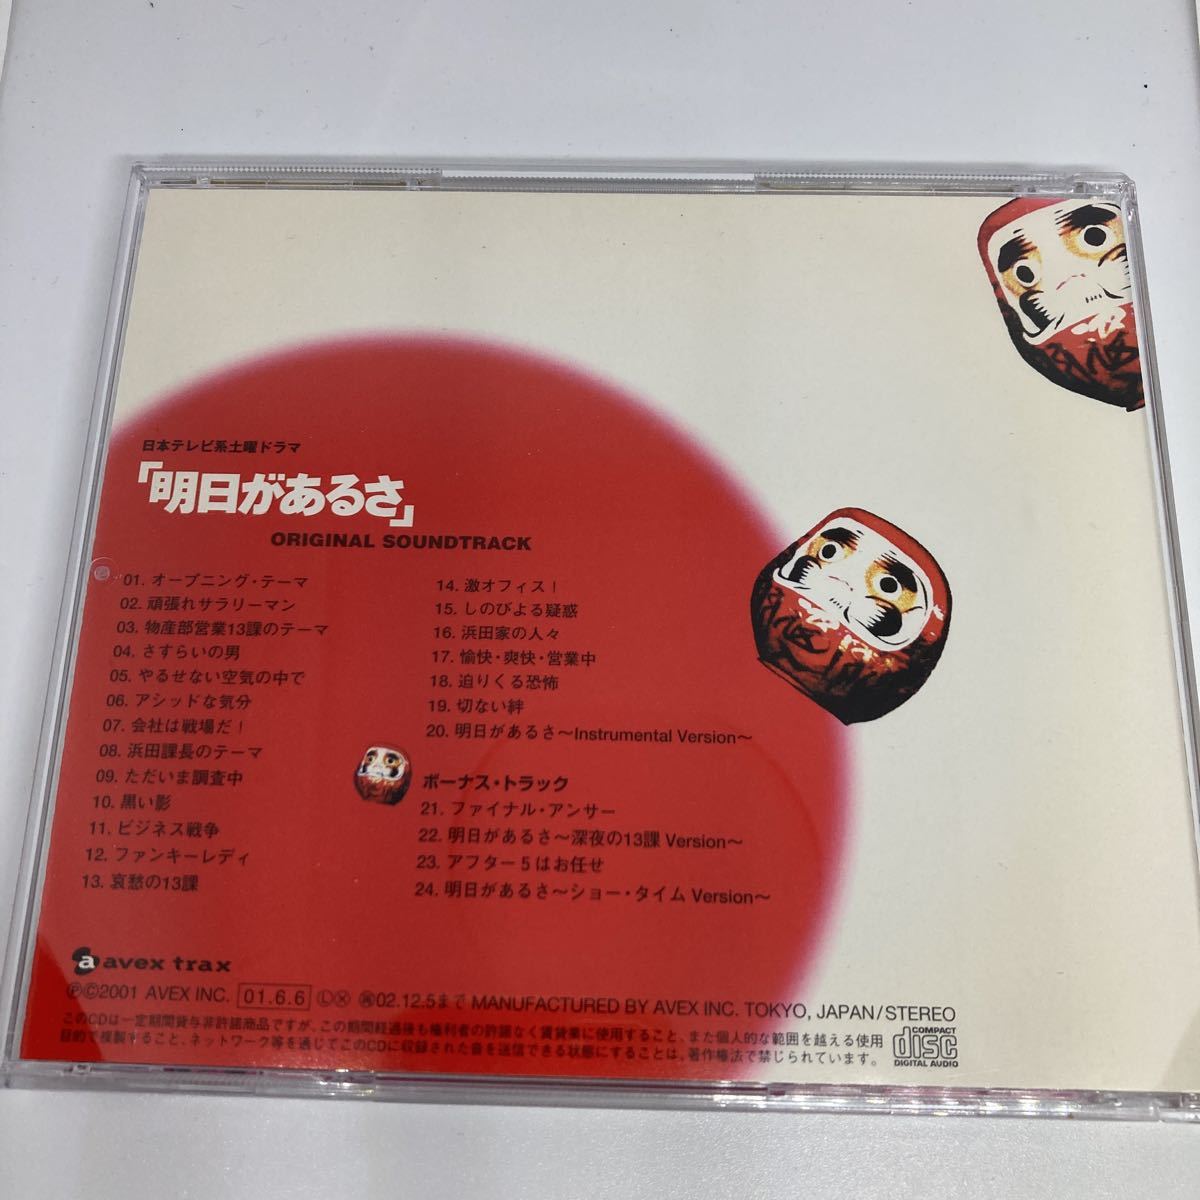 日本テレビ系土曜ドラマ
「明日があるさ」
ORIGINAL SOUNDTRACK
01. オープニング・テーマ
02. 頑張れサラリーマン
03. 物産部営業13課のテーマ
04. さすらいの男
05. やるせない空気の中で
06. アシッドな気分
07. 会社は戦場だ！
08. 浜田課長のテーマ
09. ただいま調査中
10. 黒い影
11. ビジネス戦争
12. ファンキーレディ
13. 哀愁の13課
14. 激オフィス！
15. しのびよる疑惑
16. 浜田家の人々
17. 愉快・爽快・営業中
18. 迫りくる恐怖
19. 切ない絆
20. 明日があるさ〜Instrumental Version〜
ボーナス・トラック
21. ファイナル・アンサー
22. 明日があるさ〜深夜の13課 Version〜
23. アフター5はお任せ
24. 明日があるさ〜ショー・タイム Version〜
a avex trax
℗©2001 AVEX INC. 01.6.6 Ⓛ Ⓧ 02.12.5まで MANUFACTURED BY AVEX INC. TOKYO, JAPAN/STEREO
このCDは一定期間貸与非許諾商品ですが、この期間経過後も権利者の許諾なく賃貸業に使用すること、また個人的な範囲を越える使用
目的で複製すること、ネットワーク等を通じてこのCDに収録された音を送信できる状態にすることは、著作権法で禁じられています。
COMPACT
disc
DIGITAL AUDIO